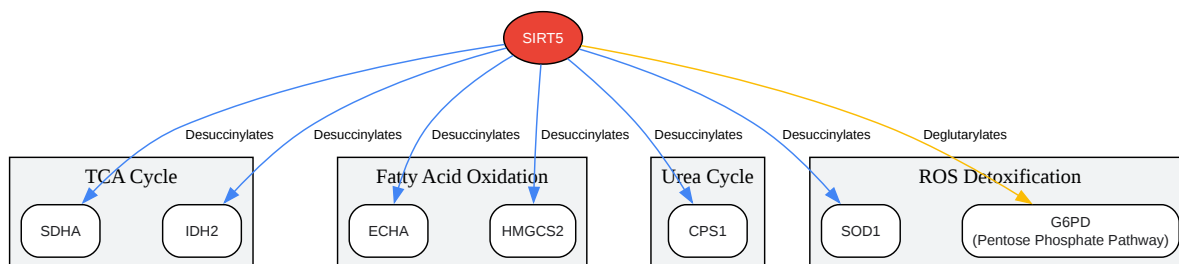 SIRT5
Desuccinylates
Desuccinylates
Desuccinylates
Desuccinylates
Desuccinylates
Desuccinylates
Deglutarylates
TCA Cycle
Fatty Acid Oxidation
Urea Cycle
ROS Detoxification
SDHA
IDH2
ECHA
HMGCS2
CPS1
SOD1
G6PD
(Pentose Phosphate Pathway)